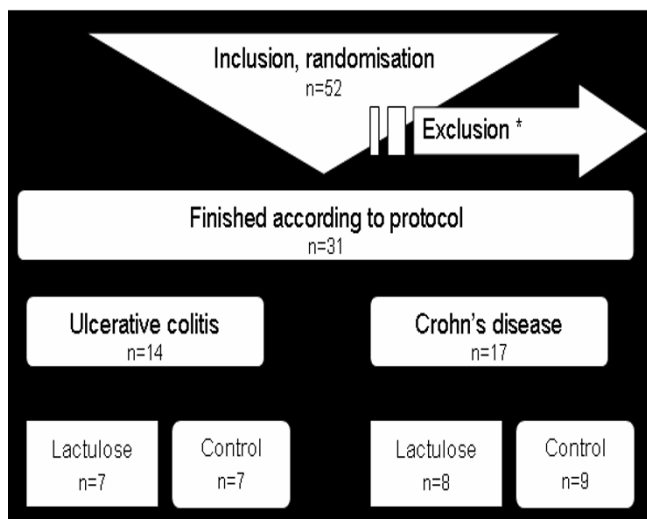 Inclusion, randomisation
n=52
Exclusion *
Finished according to protocol
n=31
Ulcerative colitis
n=14
Crohn's disease
n=17
Lactulose
n=7
Control
n=7
Lactulose
n=8
Control
n=9